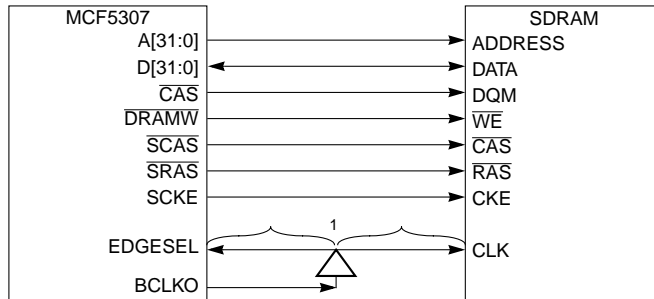 MCF5307 SDRAM
A[31:0] ADDRESS
D[31:0] DATA
CAS DQM
DRAMW WE
SCAS CAS
SRAS RAS
SCKE CKE
1
EDGESEL CLK
BCLKO